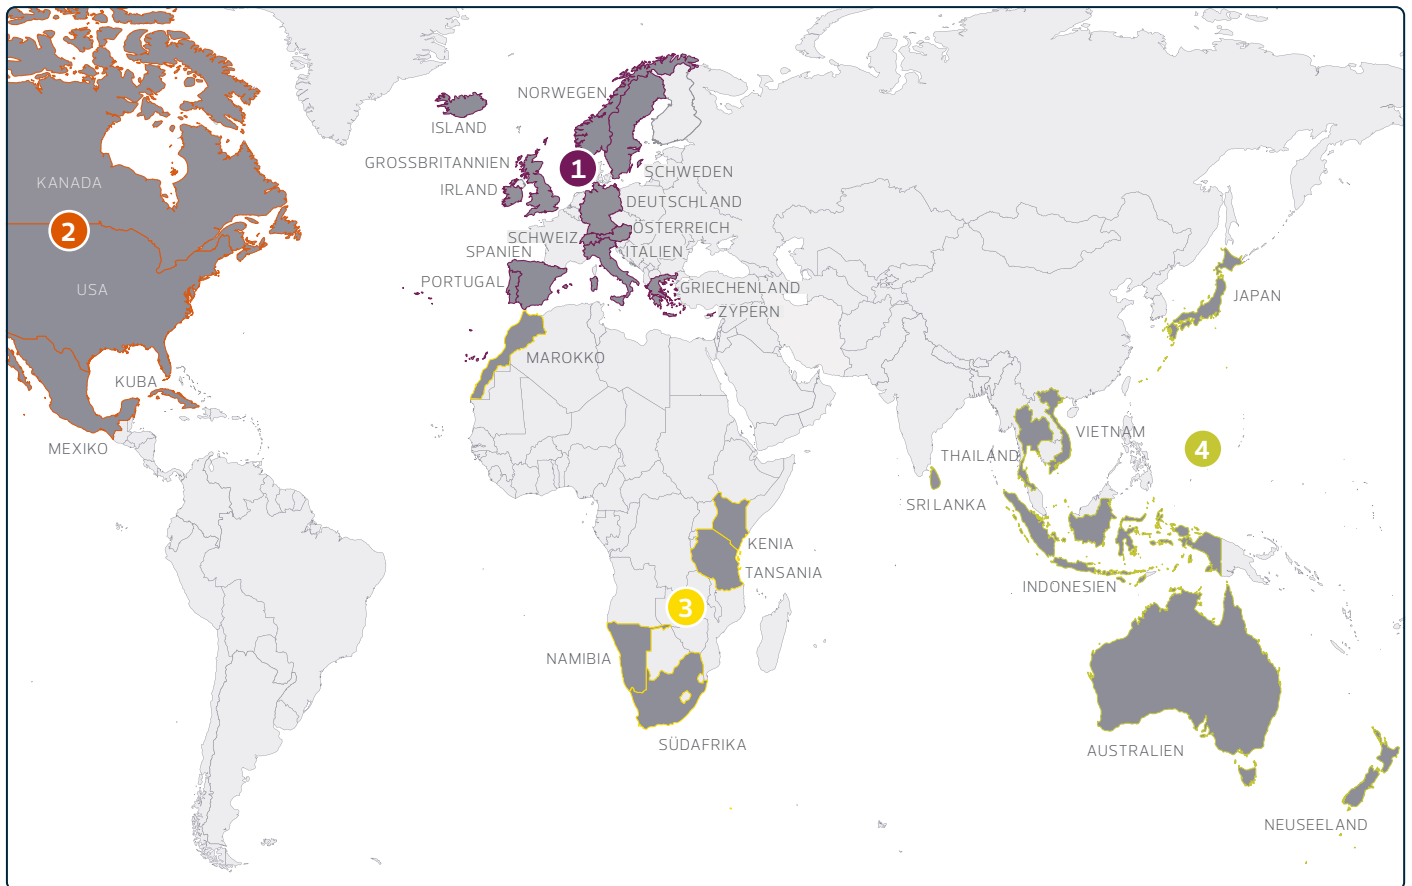 NORWEGEN
ISLAND
GROSSBRITANNIEN
1
SCHWEDEN
KANADA
IRLAND
DEUTSCHLAND
2
ÖSTERREICH
SCHWEIZ
SPANIEN
ITALIEN
PORTUGAL
GRIECHENLAND
USA
JAPAN
ZYPERN
MAROKKO
KUBA
VIETNAM
MEXIKO
4
THAILAND
SRI LANKA
KENIA
TANSANIA
INDONESIEN
3
NAMIBIA
SÜDAFRIKA
AUSTRALIEN
NEUSEELAND